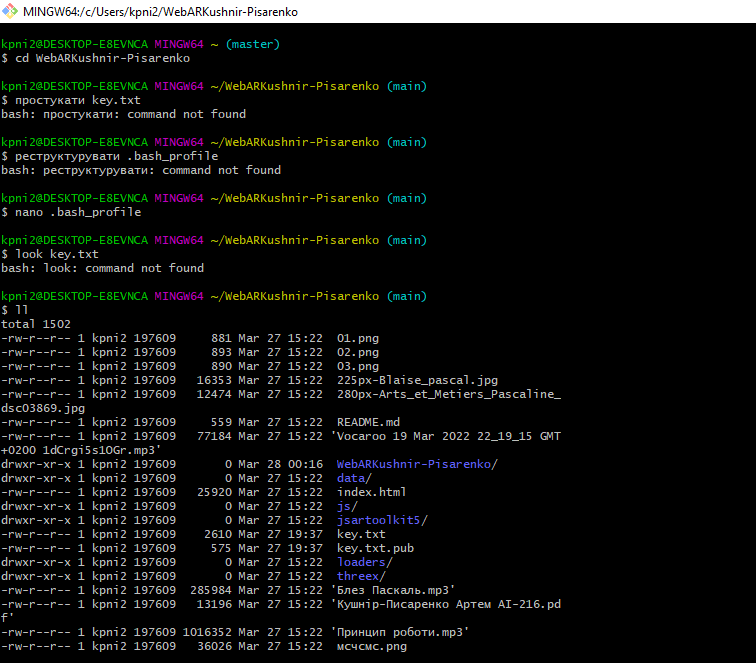 MINGW64:/c/Users/kpni2/WebARKushnir-Pisarenko
kpni2@DESKTOP-E8EVNCA MINGW64 ~ (master)
$ cd WebARKushnir-Pisarenko
kpni2@DESKTOP-E8EVNCA MINGW64 ~/WebARKushnir-Pisarenko (main)
$ простукати key.txt
bash: простукати: command not found
kpni2@DESKTOP-E8EVNCA MINGW64 ~/WebARKushnir-Pisarenko (main)
$ реструктурувати .bash_profile
bash: реструктурувати: command not found
kpni2@DESKTOP-E8EVNCA MINGW64 ~/WebARKushnir-Pisarenko (main)
$ nano .bash_profile
kpni2@DESKTOP-E8EVNCA MINGW64 ~/WebARKushnir-Pisarenko (main)
$ look key.txt
bash: look: command not found
kpni2@DESKTOP-E8EVNCA MINGW64 ~/WebARKushnir-Pisarenko (main)
$ ll
total 1502
-rw-r--r-- 1 kpni2 197609     881 Mar 27 15:22  01.png
-rw-r--r-- 1 kpni2 197609     893 Mar 27 15:22  02.png
-rw-r--r-- 1 kpni2 197609     890 Mar 27 15:22  03.png
-rw-r--r-- 1 kpni2 197609   16353 Mar 27 15:22  225px-Blaise_pascal.jpg
-rw-r--r-- 1 kpni2 197609   12474 Mar 27 15:22  280px-Arts_et_Metiers_Pascaline_
dsc03869.jpg
-rw-r--r-- 1 kpni2 197609     559 Mar 27 15:22  README.md
-rw-r--r-- 1 kpni2 197609   77184 Mar 27 15:22 'Vocaroo 19 Mar 2022 22_19_15 GMT
+0200 1dCrgi5s1OGr.mp3'
drwxr-xr-x 1 kpni2 197609       0 Mar 28 00:16  WebARKushnir-Pisarenko/
drwxr-xr-x 1 kpni2 197609       0 Mar 27 15:22  data/
-rw-r--r-- 1 kpni2 197609   25920 Mar 27 15:22  index.html
drwxr-xr-x 1 kpni2 197609       0 Mar 27 15:22  js/
drwxr-xr-x 1 kpni2 197609       0 Mar 27 15:22  jsartoolkit5/
-rw-r--r-- 1 kpni2 197609    2610 Mar 27 19:37  key.txt
-rw-r--r-- 1 kpni2 197609     575 Mar 27 19:37  key.txt.pub
drwxr-xr-x 1 kpni2 197609       0 Mar 27 15:22  loaders/
drwxr-xr-x 1 kpni2 197609       0 Mar 27 15:22  threex/
-rw-r--r-- 1 kpni2 197609  285984 Mar 27 15:22 'Блез Паскаль.mp3'
-rw-r--r-- 1 kpni2 197609   13196 Mar 27 15:22 'Кушнір-Писаренко Артем АІ-216.pd
f'
-rw-r--r-- 1 kpni2 197609 1016352 Mar 27 15:22 'Принцип роботи.mp3'
-rw-r--r-- 1 kpni2 197609   36026 Mar 27 15:22  мсчсмс.png